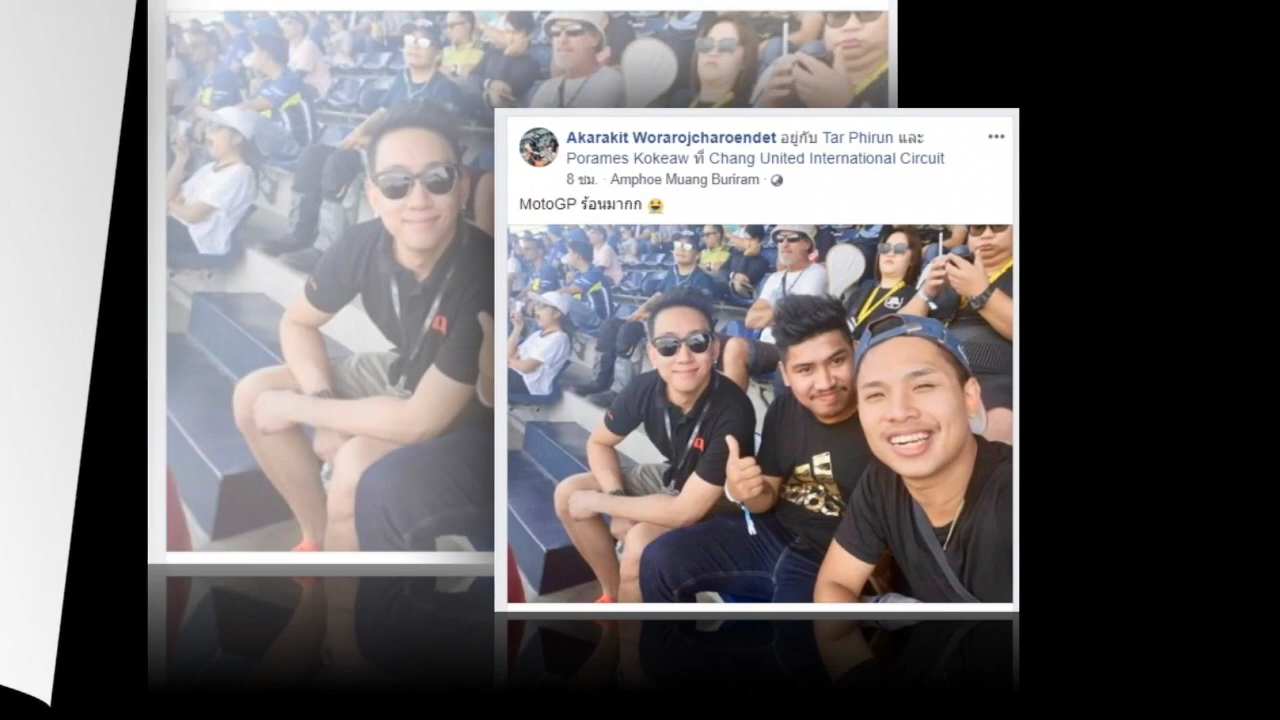 Akarakit Worarojcharoendet อยู่กับ Tar Phirun และ
Porames Kokeaw ที่ Chang United International Circuit
8 ชม. · Amphoe Muang Buriram ·
MotoGP ร้อนมากก